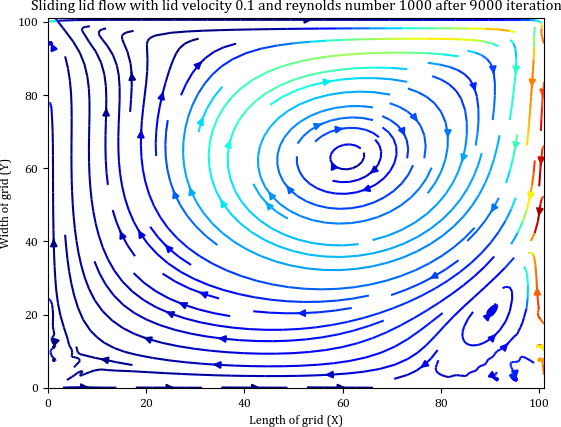 Sliding lid flow with lid velocity 0.1 and reynolds number 1000 after 9000 iteration
100
80
60
40
20
0
Width of grid (Y)
0 20 40 60 80 100
Length of grid (X)